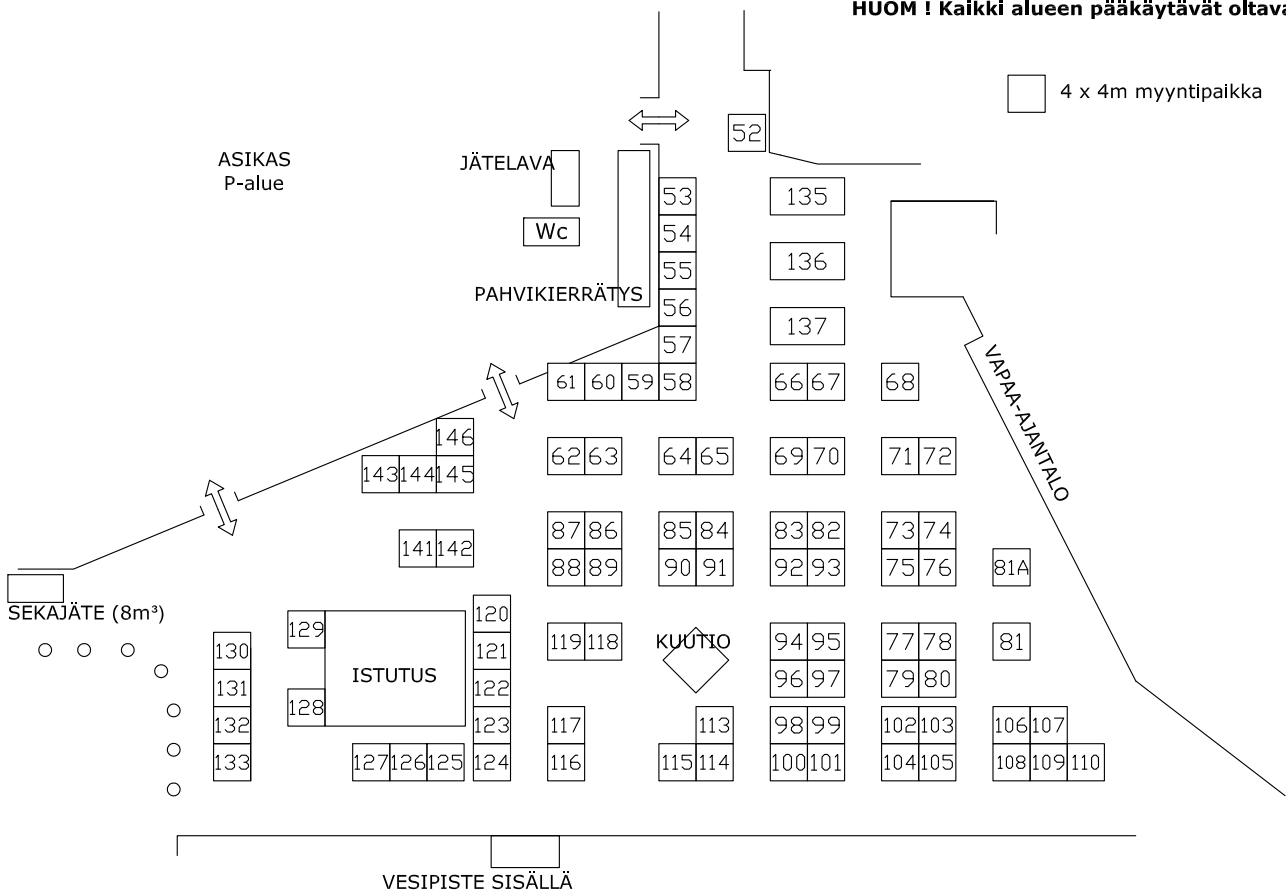 HUOM ! Kaikki alueen pääkäytävät oltava
4 x 4m myyntipaikka
52
ASIKAS
P-alue
JÄTELAVA
Wc
PAHVIKIERRÄTYS
53
135
54
55
136
56
57
137
61 60 59 58 66 67 68
VAPAA-AJANTALO
146
62 63 64 65 69 70 71 72
143 144 145
87 86 85 84 83 82 73 74
141 142
88 89 90 91 92 93 75 76 81A
SEKAJÄTE (8m³)
120
129
119 118 KUUTIO 94 95 77 78 81
130 121
131 ISTUTUS 122 96 97 79 80
128
132 123 117 113 98 99 102 103 106 107
133 127 126 125 124 116 115 114 100 101 104 105 108 109 110
VESIPISTE SISÄLLÄ